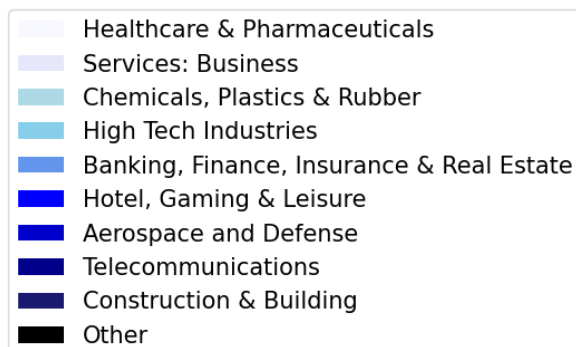 Healthcare & Pharmaceuticals
Services: Business
Chemicals, Plastics & Rubber
High Tech Industries
Banking, Finance, Insurance & Real Estate
Hotel, Gaming & Leisure
Aerospace and Defense
Telecommunications
Construction & Building
Other